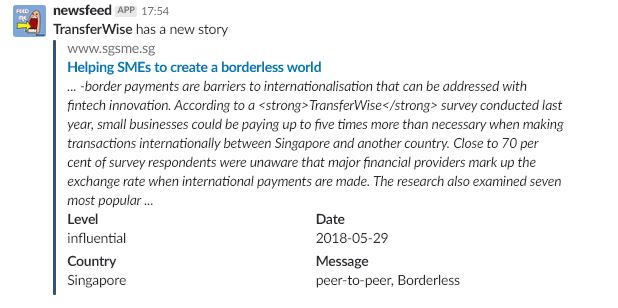 FEED ME
newsfeed APP 17:54
TransferWise has a new story
www.sgsme.sg
Helping SMEs to create a borderless world
... -border payments are barriers to internationalisation that can be addressed with
fintech innovation. According to a <strong>TransferWise</strong> survey conducted last
year, small businesses could be paying up to five times more than necessary when making
transactions internationally between Singapore and another country. Close to 70 per
cent of survey respondents were unaware that major financial providers mark up the
exchange rate when international payments are made. The research also examined seven
most popular ...
Level Date
influential 2018-05-29
Country Message
Singapore peer-to-peer, Borderless